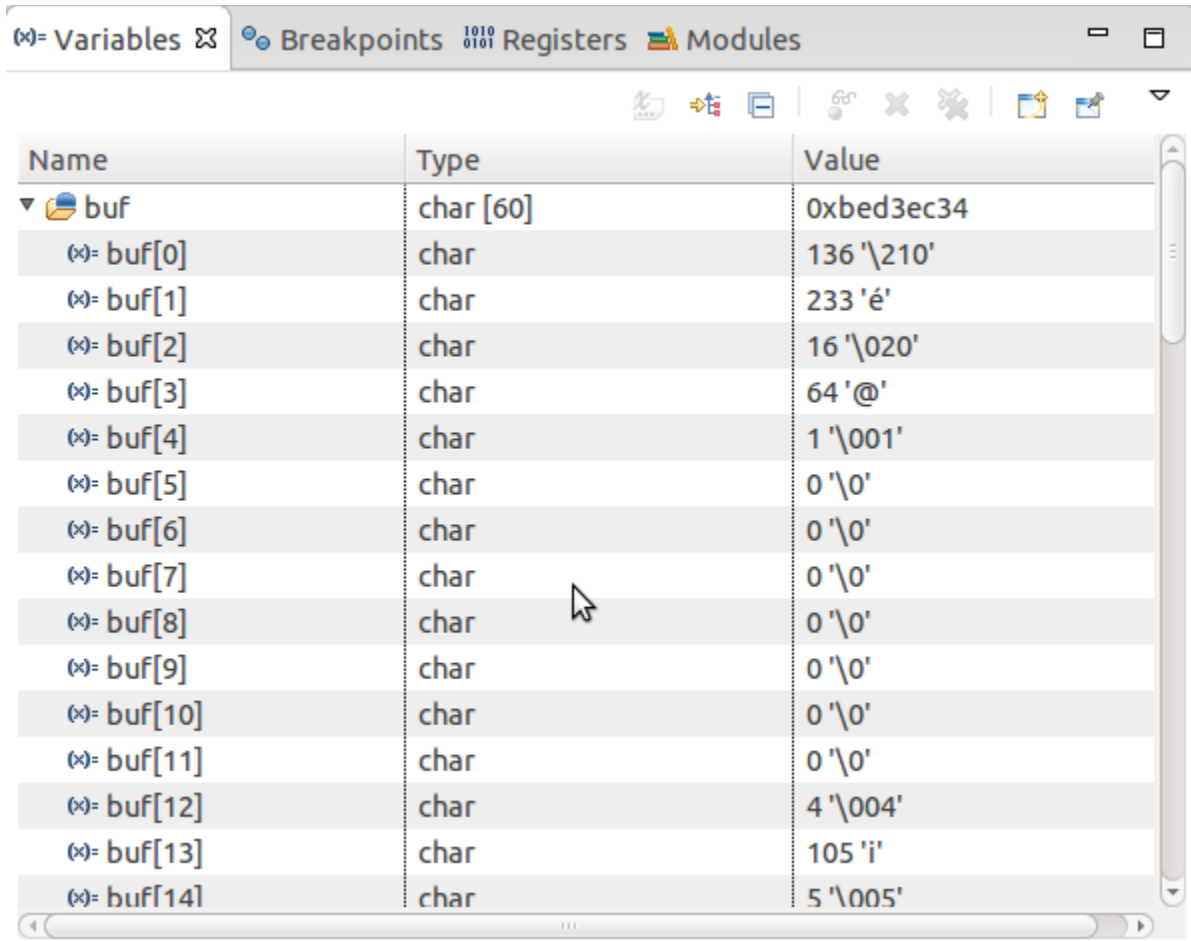 (x)= Variables Breakpoints 1010 0101 Registers Modules
Name Type Value
buf char [60] 0xbed3ec34
(x)= buf[0] char 136 '\210'
(x)= buf[1] char 233 'é'
(x)= buf[2] char 16 '\020'
(x)= buf[3] char 64 '@'
(x)= buf[4] char 1 '\001'
(x)= buf[5] char 0 '\0'
(x)= buf[6] char 0 '\0'
(x)= buf[7] char 0 '\0'
(x)= buf[8] char 0 '\0'
(x)= buf[9] char 0 '\0'
(x)= buf[10] char 0 '\0'
(x)= buf[11] char 0 '\0'
(x)= buf[12] char 4 '\004'
(x)= buf[13] char 105 'i'
(x)= buf[14] char 5 '\005'